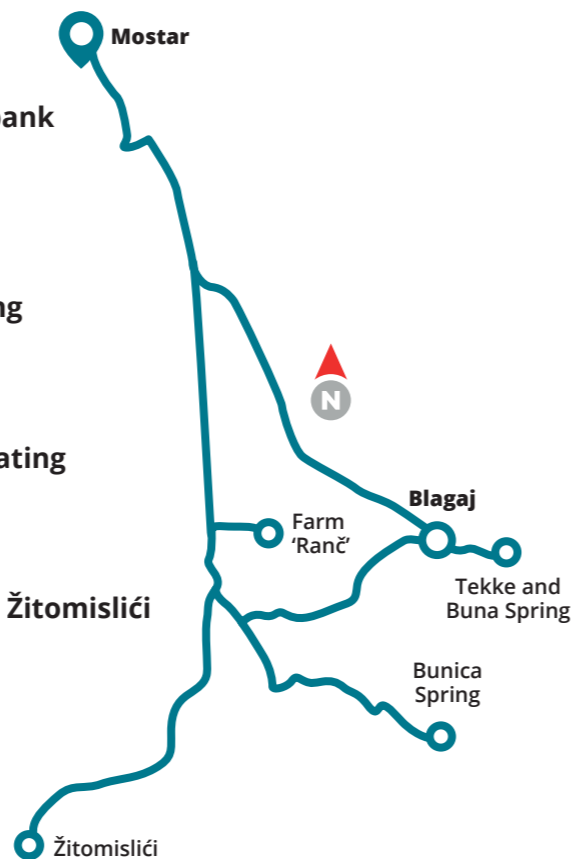 Mostar
ank
ng
ating
N
Blagaj
Farm
'Ranč'
Tekke and
Buna Spring
Žitomislići
Bunica
Spring
Žitomislići